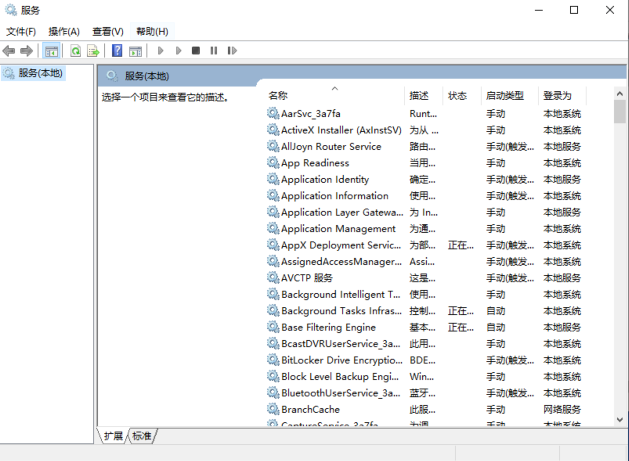 服务
文件(F) 操作(A) 查看(V) 帮助(H)
服务(本地)
服务(本地)
选择一个项目来查看它的描述。
名称 描述 状态 启动类型 登录为
AarSvc_3a7fa Runt... 手动 本地系统
ActiveX Installer (AxInstSV) 为从 ... 手动 本地系统
AllJoyn Router Service 路由... 手动(触发... 本地服务
App Readiness 当用... 手动 本地系统
Application Identity 确定... 手动(触发... 本地服务
Application Information 使用... 手动(触发... 本地系统
Application Layer Gatewa... 为 In... 手动 本地服务
Application Management 为通... 手动 本地系统
AppX Deployment Servic... 为部... 正在... 手动(触发... 本地系统
AssignedAccessManager... Assi... 手动(触发... 本地系统
AVCTP 服务 这是... 手动(触发... 本地服务
Background Intelligent T... 使用... 手动 本地系统
Background Tasks Infras... 控制... 正在... 自动 本地系统
Base Filtering Engine 基本... 正在... 自动 本地服务
BcastDVRUserService_3a... 此用... 手动 本地系统
BitLocker Drive Encryptio... BDE... 手动(触发... 本地系统
Block Level Backup Engi... Win... 手动 本地系统
BluetoothUserService_3a... 蓝牙... 手动(触发... 本地系统
BranchCache 此服... 手动 网络服务
CaptureService_3a7fa 为调... 手动 本地系统
扩展 标准